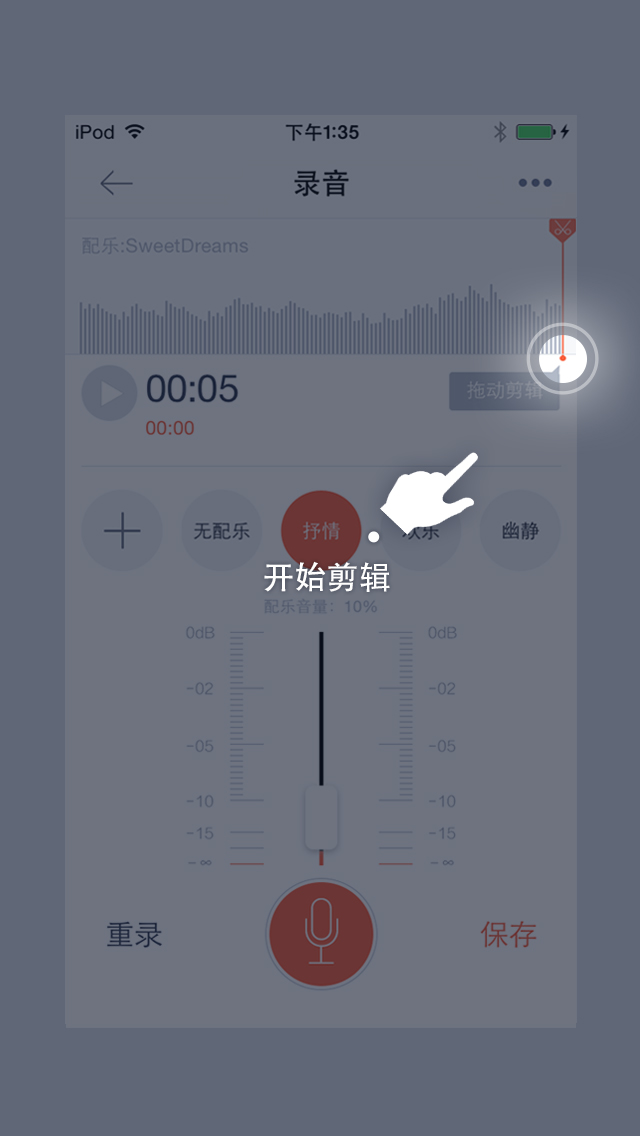 iPod 下午1:35
录音
配乐:SweetDreams
00:05
拖动剪辑
00:00
无配乐 抒情 欢乐 幽静
开始剪辑
配乐音量：10%
0dB 0dB
-02 -02
-05 -05
-10 -10
-15 -15
-∞ -∞
重录 保存